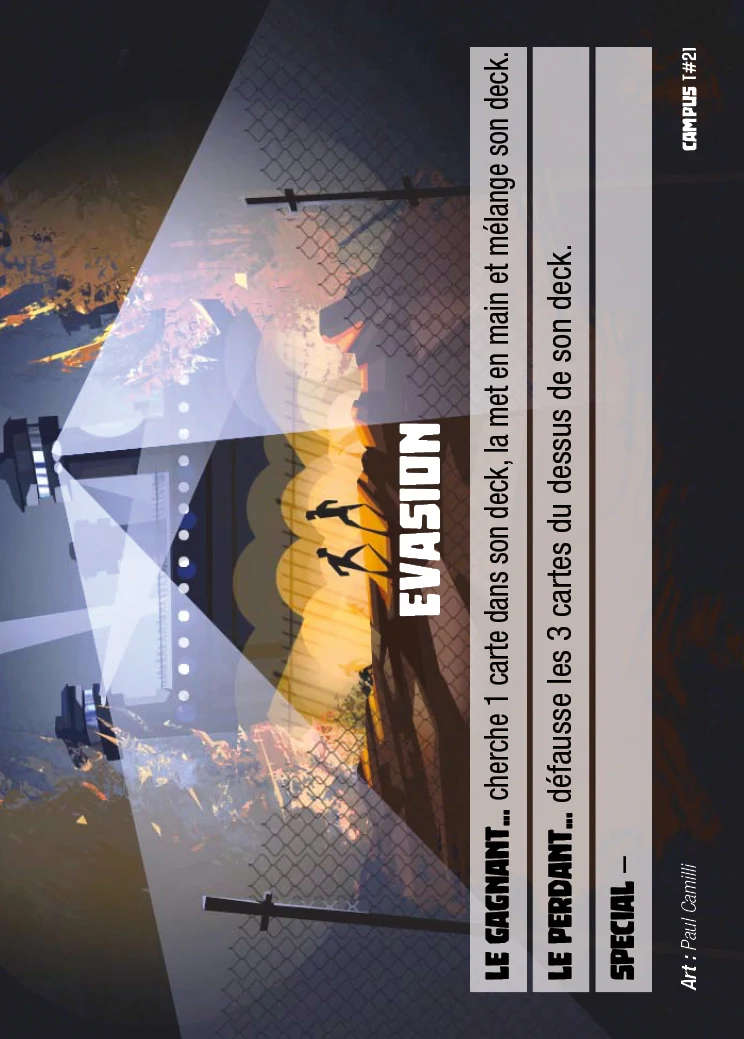 EVASION
LE GAGNANT... cherche 1 carte dans son deck, la met en main et mélange son deck.
LE PERDANT... défausse les 3 cartes du dessus de son deck.
SPECIAL –
Art : Paul Camilli
CAMPUS T#21